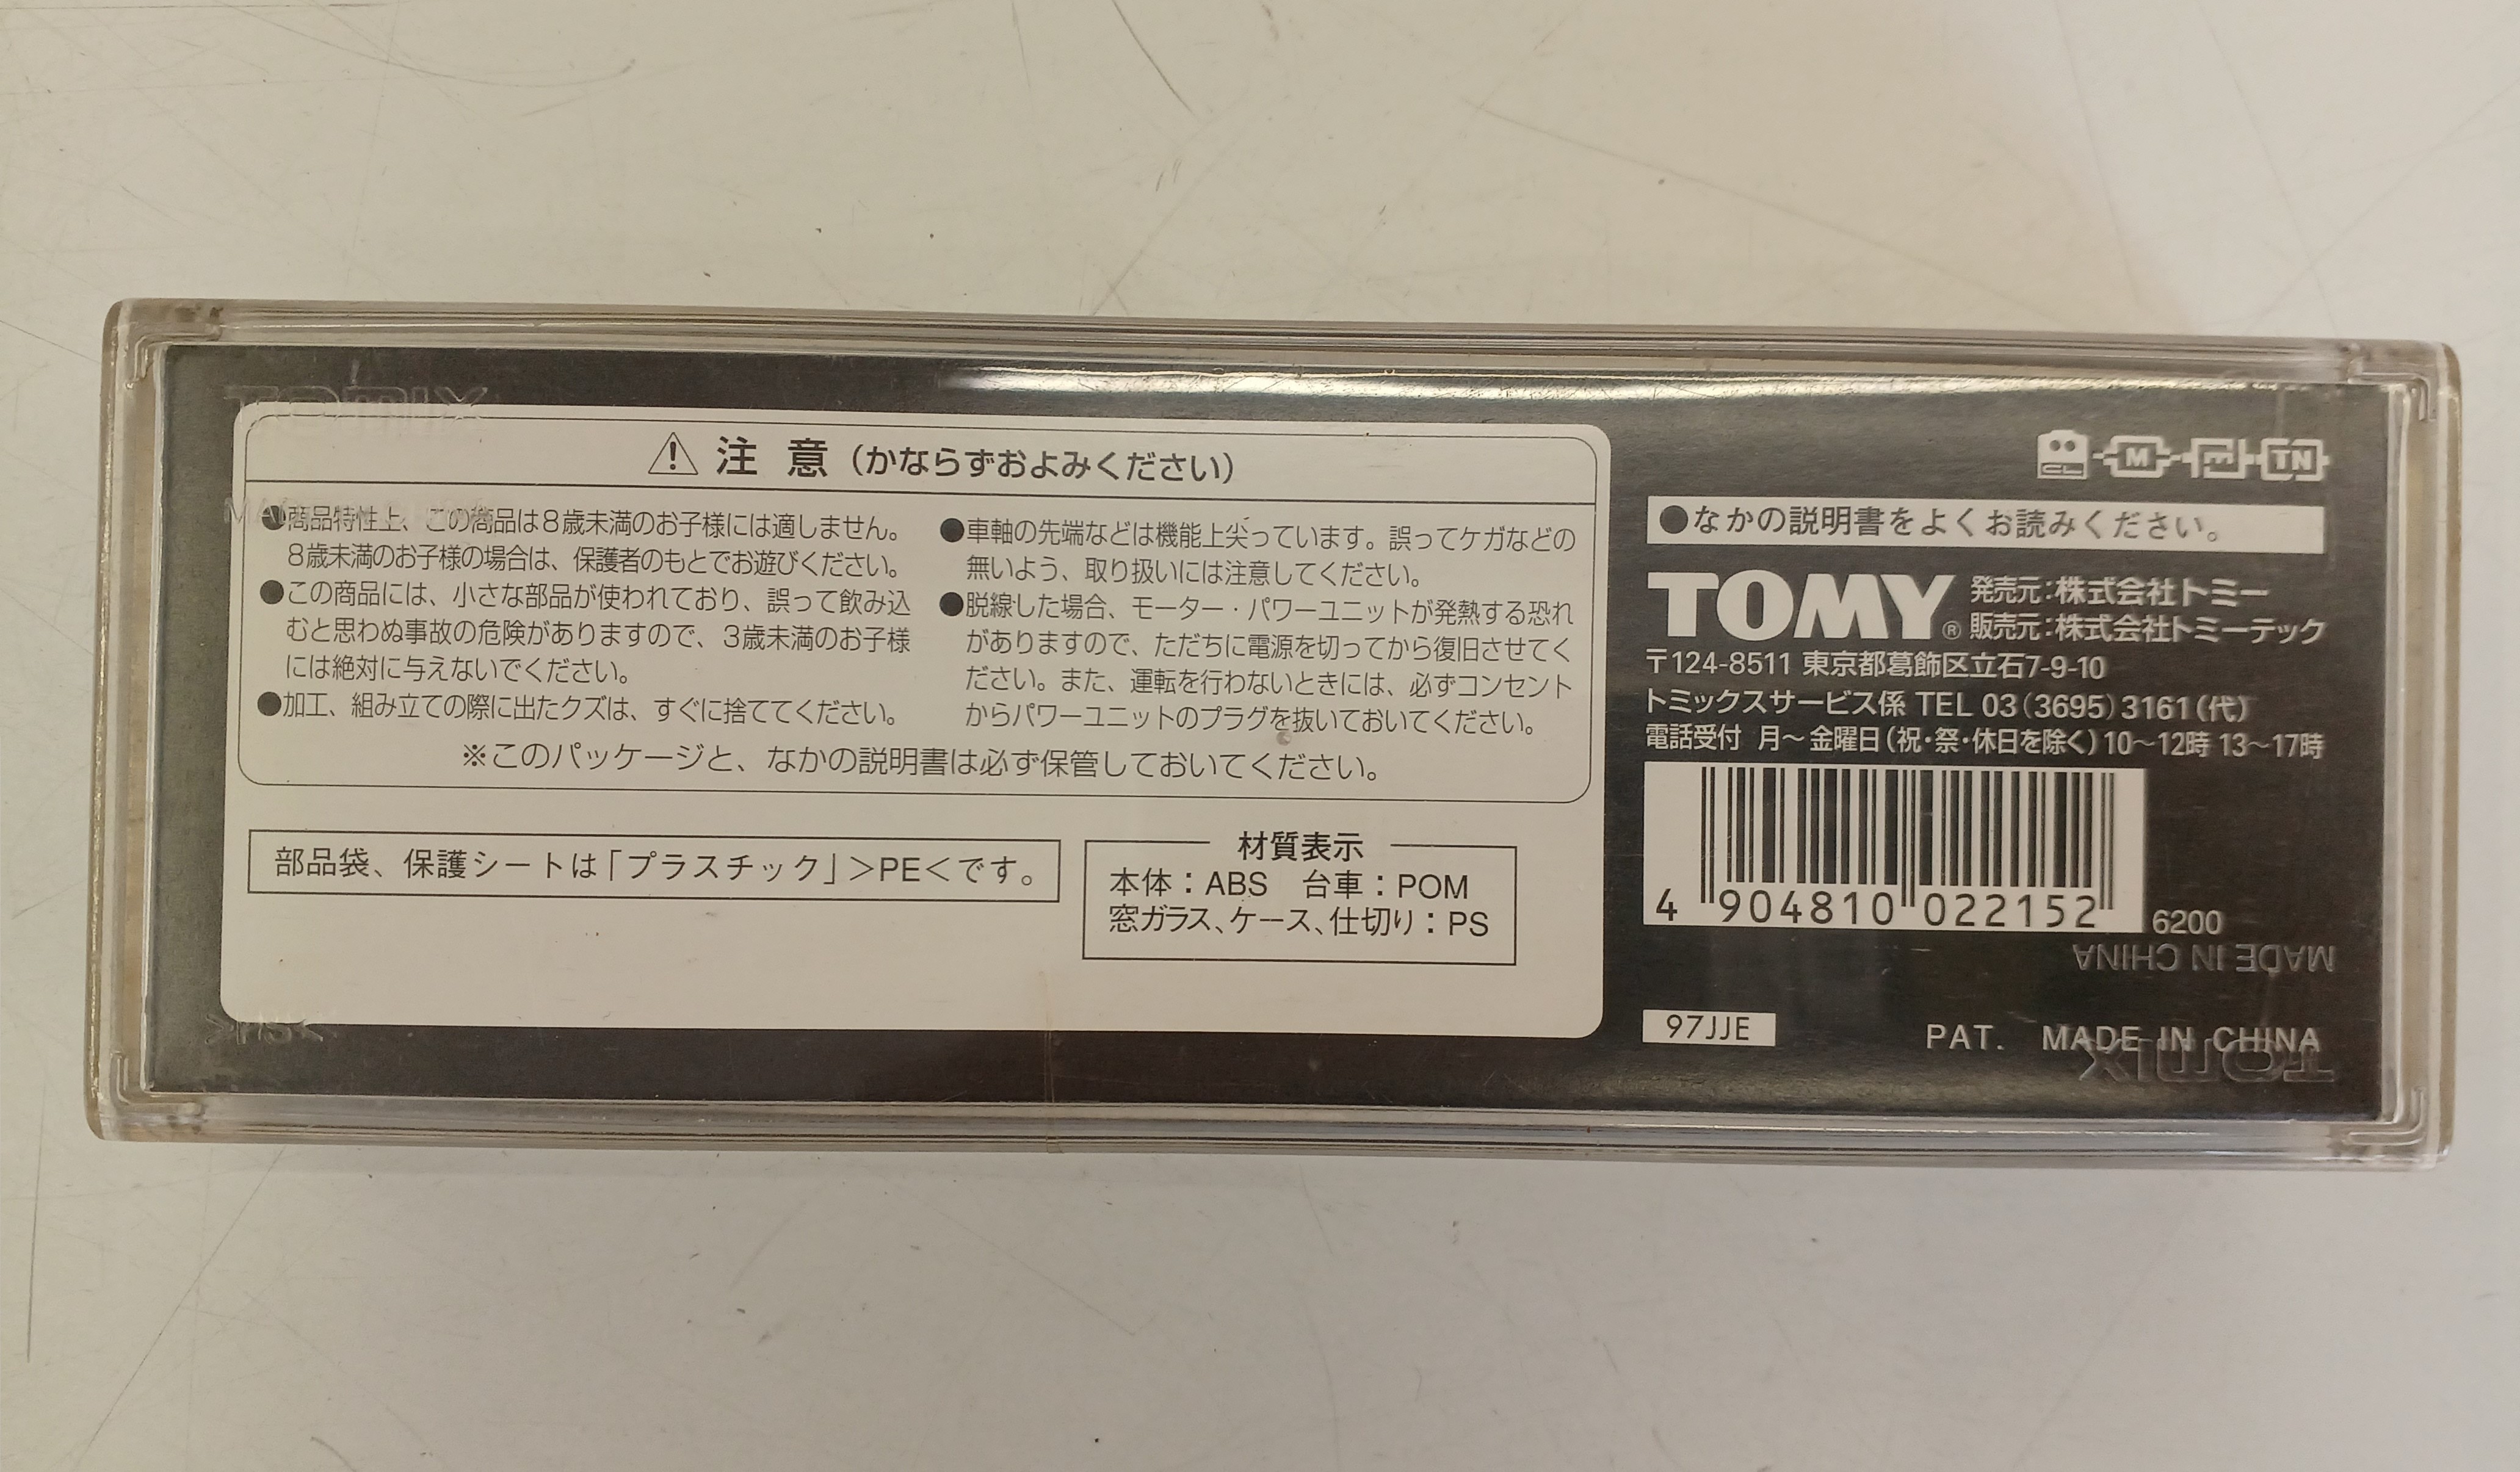 TOMIX
注 意（かならずおよみください）
●商品特性上、この商品は8歳未満のお子様には適しません。
8歳未満のお子様の場合は、保護者のもとでお遊びください。
●この商品には、小さな部品が使われており、誤って飲み込
むと思わぬ事故の危険がありますので、3歳未満のお子様
には絶対に与えないでください。
●加工、組み立ての際に出たクズは、すぐに捨ててください。
●車軸の先端などは機能上尖っています。誤ってケガなどの
無いよう、取り扱いには注意してください。
●脱線した場合、モーター・パワーユニットが発熱する恐れ
がありますので、ただちに電源を切ってから復旧させてく
ださい。また、運転を行わないときには、必ずコンセント
からパワーユニットのプラグを抜いておいてください。
※このパッケージと、なかの説明書は必ず保管しておいてください。
部品袋、保護シートは「プラスチック」>PE<です。
材質表示
本体：ABS　台車：POM
窓ガラス、ケース、仕切り：PS
>PS<
CL M E TN
●なかの説明書をよくお読みください。
TOMY® 発売元：株式会社トミー
販売元：株式会社トミーテック
〒124-8511 東京都葛飾区立石7-9-10
トミックスサービス係 TEL 03(3695)3161(代)
電話受付 月～金曜日(祝・祭・休日を除く)10～12時 13～17時
4 904810 022152
6200
MADE IN CHINA
97JJE
PAT. MADE IN CHINA
TOMIX